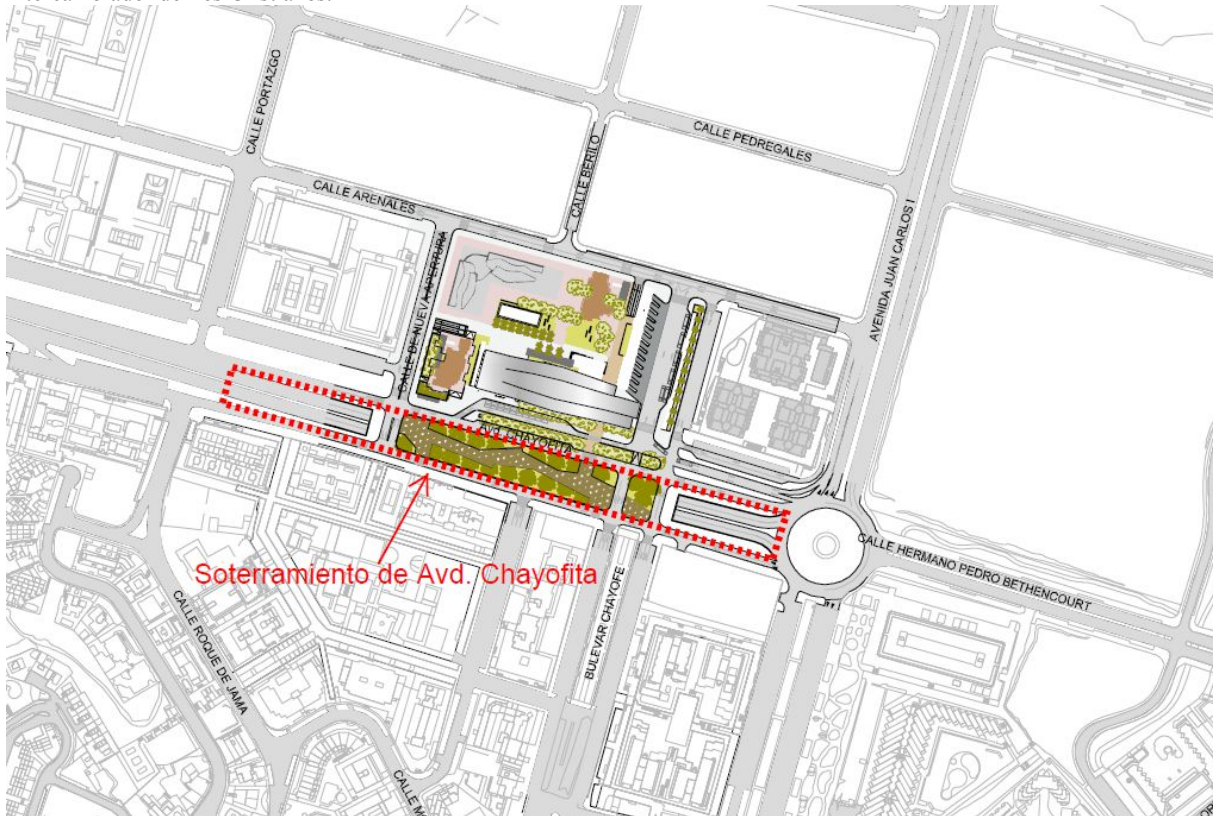 CALLE PORTAZGO
CALLE PEDREGALES
CALLE BERILO
CALLE ARENALES
CALLE DE NUEVA APERTURA
AVENIDA JUAN CARLOS I
AVD. CHAYOFITA
CALLE HERMANO PEDRO BETHENCOURT
Soterramiento de Avd. Chayofita
BULEVAR CHAYOFE
CALLE ROQUE DE JAMA
CALLE